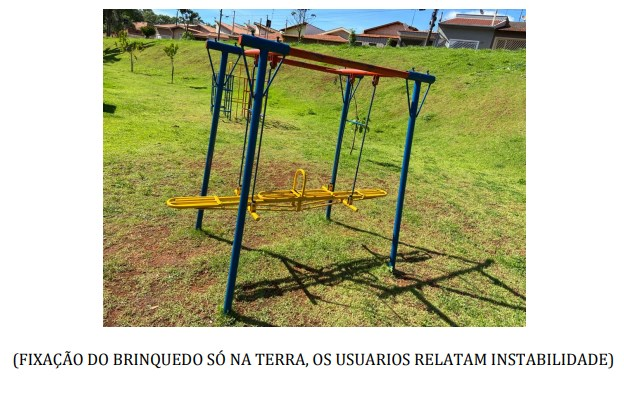 (FIXAÇÃO DO BRINQUEDO SÓ NA TERRA, OS USUARIOS RELATAM INSTABILIDADE)